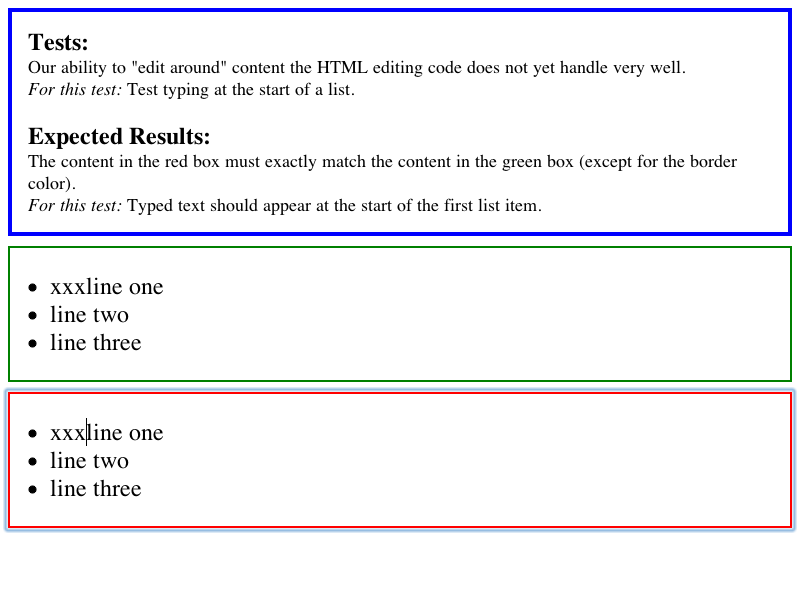 Tests:
Our ability to "edit around" content the HTML editing code does not yet handle very well.
For this test: Test typing at the start of a list.
Expected Results:
The content in the red box must exactly match the content in the green box (except for the border
color).
For this test: Typed text should appear at the start of the first list item.
• xxxline one
• line two
• line three
• xxxline one
• line two
• line three